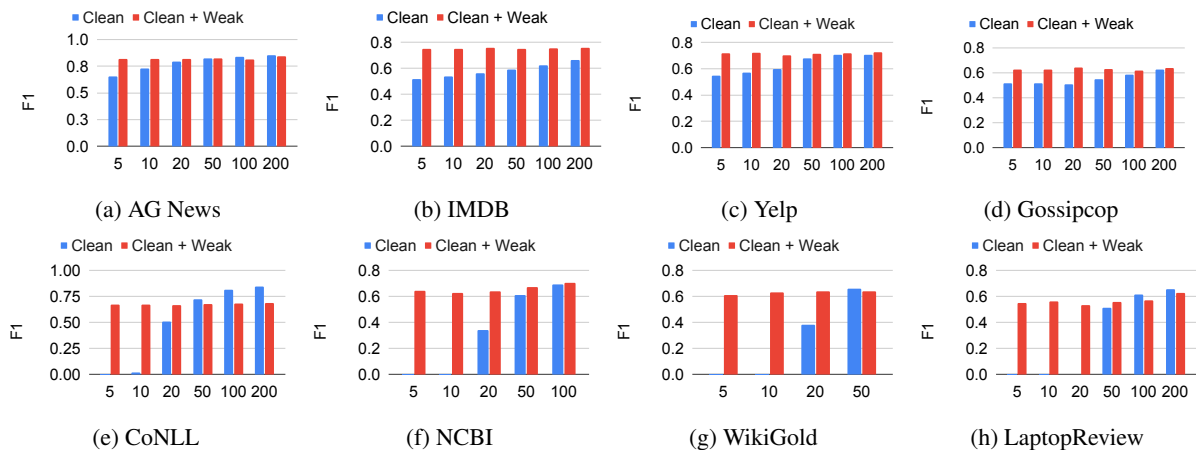 Clean Clean + Weak
F1
1.0
0.8
0.5
0.3
0.0
5 10 20 50 100 200
(a) AG News
Clean Clean + Weak
F1
0.8
0.6
0.4
0.2
0.0
5 10 20 50 100 200
(b) IMDB
Clean Clean + Weak
F1
0.8
0.6
0.4
0.2
0.0
5 10 20 50 100 200
(c) Yelp
Clean Clean + Weak
F1
0.8
0.6
0.4
0.2
0.0
5 10 20 50 100 200
(d) Gossipcop
Clean Clean + Weak
F1
1.00
0.75
0.50
0.25
0.00
5 10 20 50 100 200
(e) CoNLL
Clean Clean + Weak
F1
0.8
0.6
0.4
0.2
0.0
5 10 20 50 100
(f) NCBI
Clean Clean + Weak
F1
0.8
0.6
0.4
0.2
0.0
5 10 20 50
(g) WikiGold
Clean Clean + Weak
F1
0.8
0.6
0.4
0.2
0.0
5 10 20 50 100 200
(h) LaptopReview